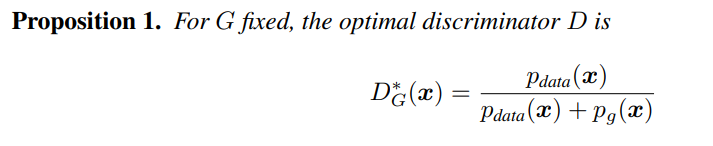 Proposition 1. For G fixed, the optimal discriminator D is
D*G(x) = pdata(x) / (pdata(x) + pg(x))